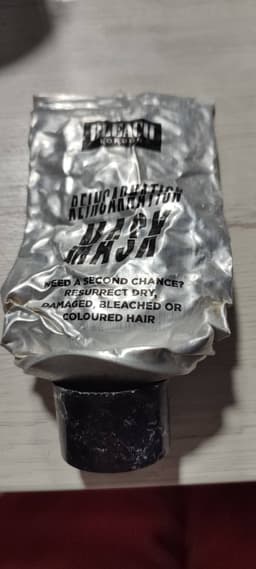 BLEACH
LONDON
REINCARNATION
MASK
NEED A SECOND CHANCE?
RESURRECT DRY,
DAMAGED, BLEACHED OR
COLOURED HAIR